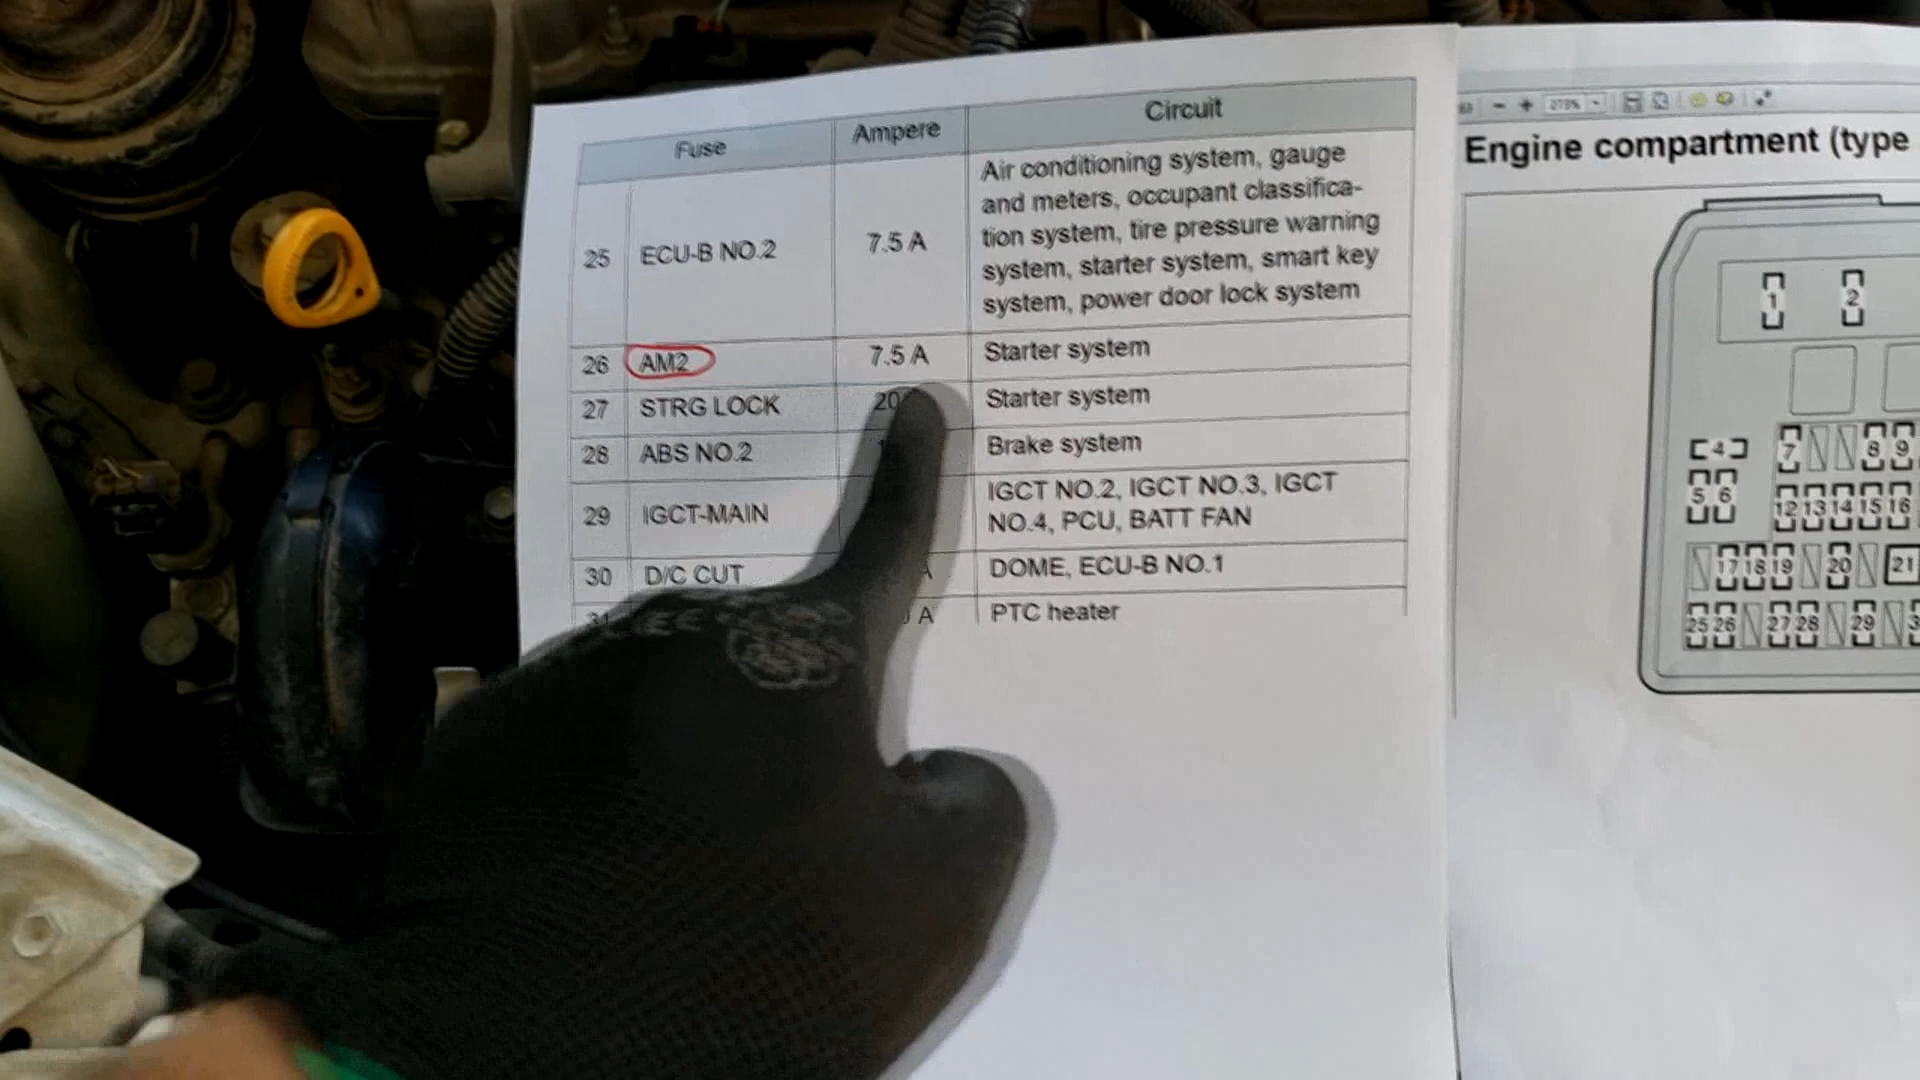 Fuse Ampere Circuit
25 ECU-B NO.2 7.5 A
Air conditioning system, gauge
and meters, occupant classifica-
tion system, tire pressure warning
system, starter system, smart key
system, power door lock system
26 AM2 7.5 A Starter system
27 STRG LOCK 20 Starter system
28 ABS NO.2 Brake system
29 IGCT-MAIN
IGCT NO.2, IGCT NO.3, IGCT
NO.4, PCU, BATT FAN
30 D/C CUT A DOME, ECU-B NO.1
31 A PTC heater
278%
Engine compartment (type
1 2
4 7 8 9
5 6 12 13 14 15 16
17 18 19 20 21
25 26 27 28 29 3